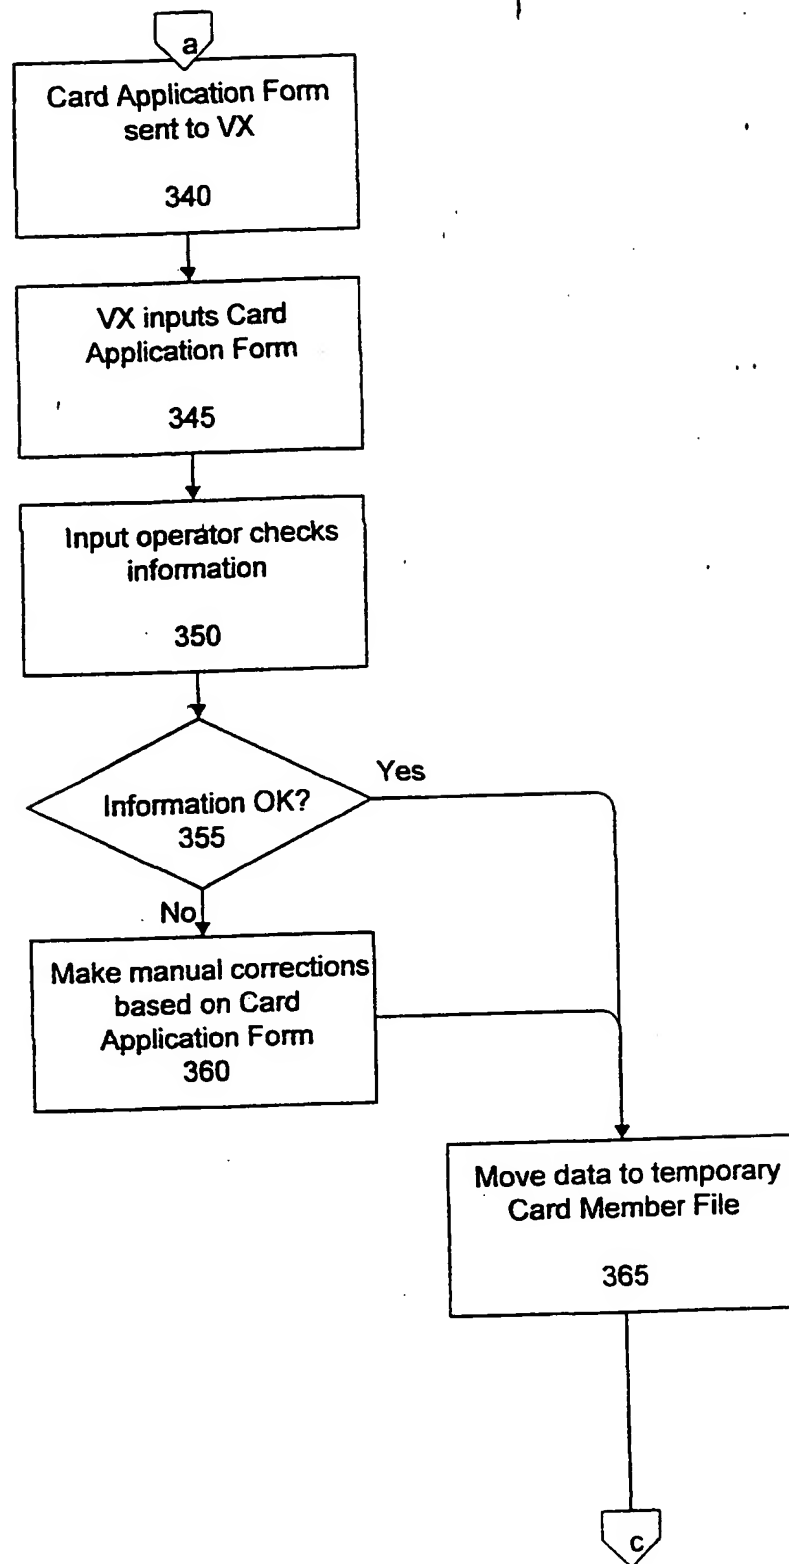 a
Card Application Form
sent to VX
340
VX inputs Card
Application Form
345
Input operator checks
information
350
Yes
Information OK?
355
No
Make manual corrections
based on Card
Application Form
360
Move data to temporary
Card Member File
365
c